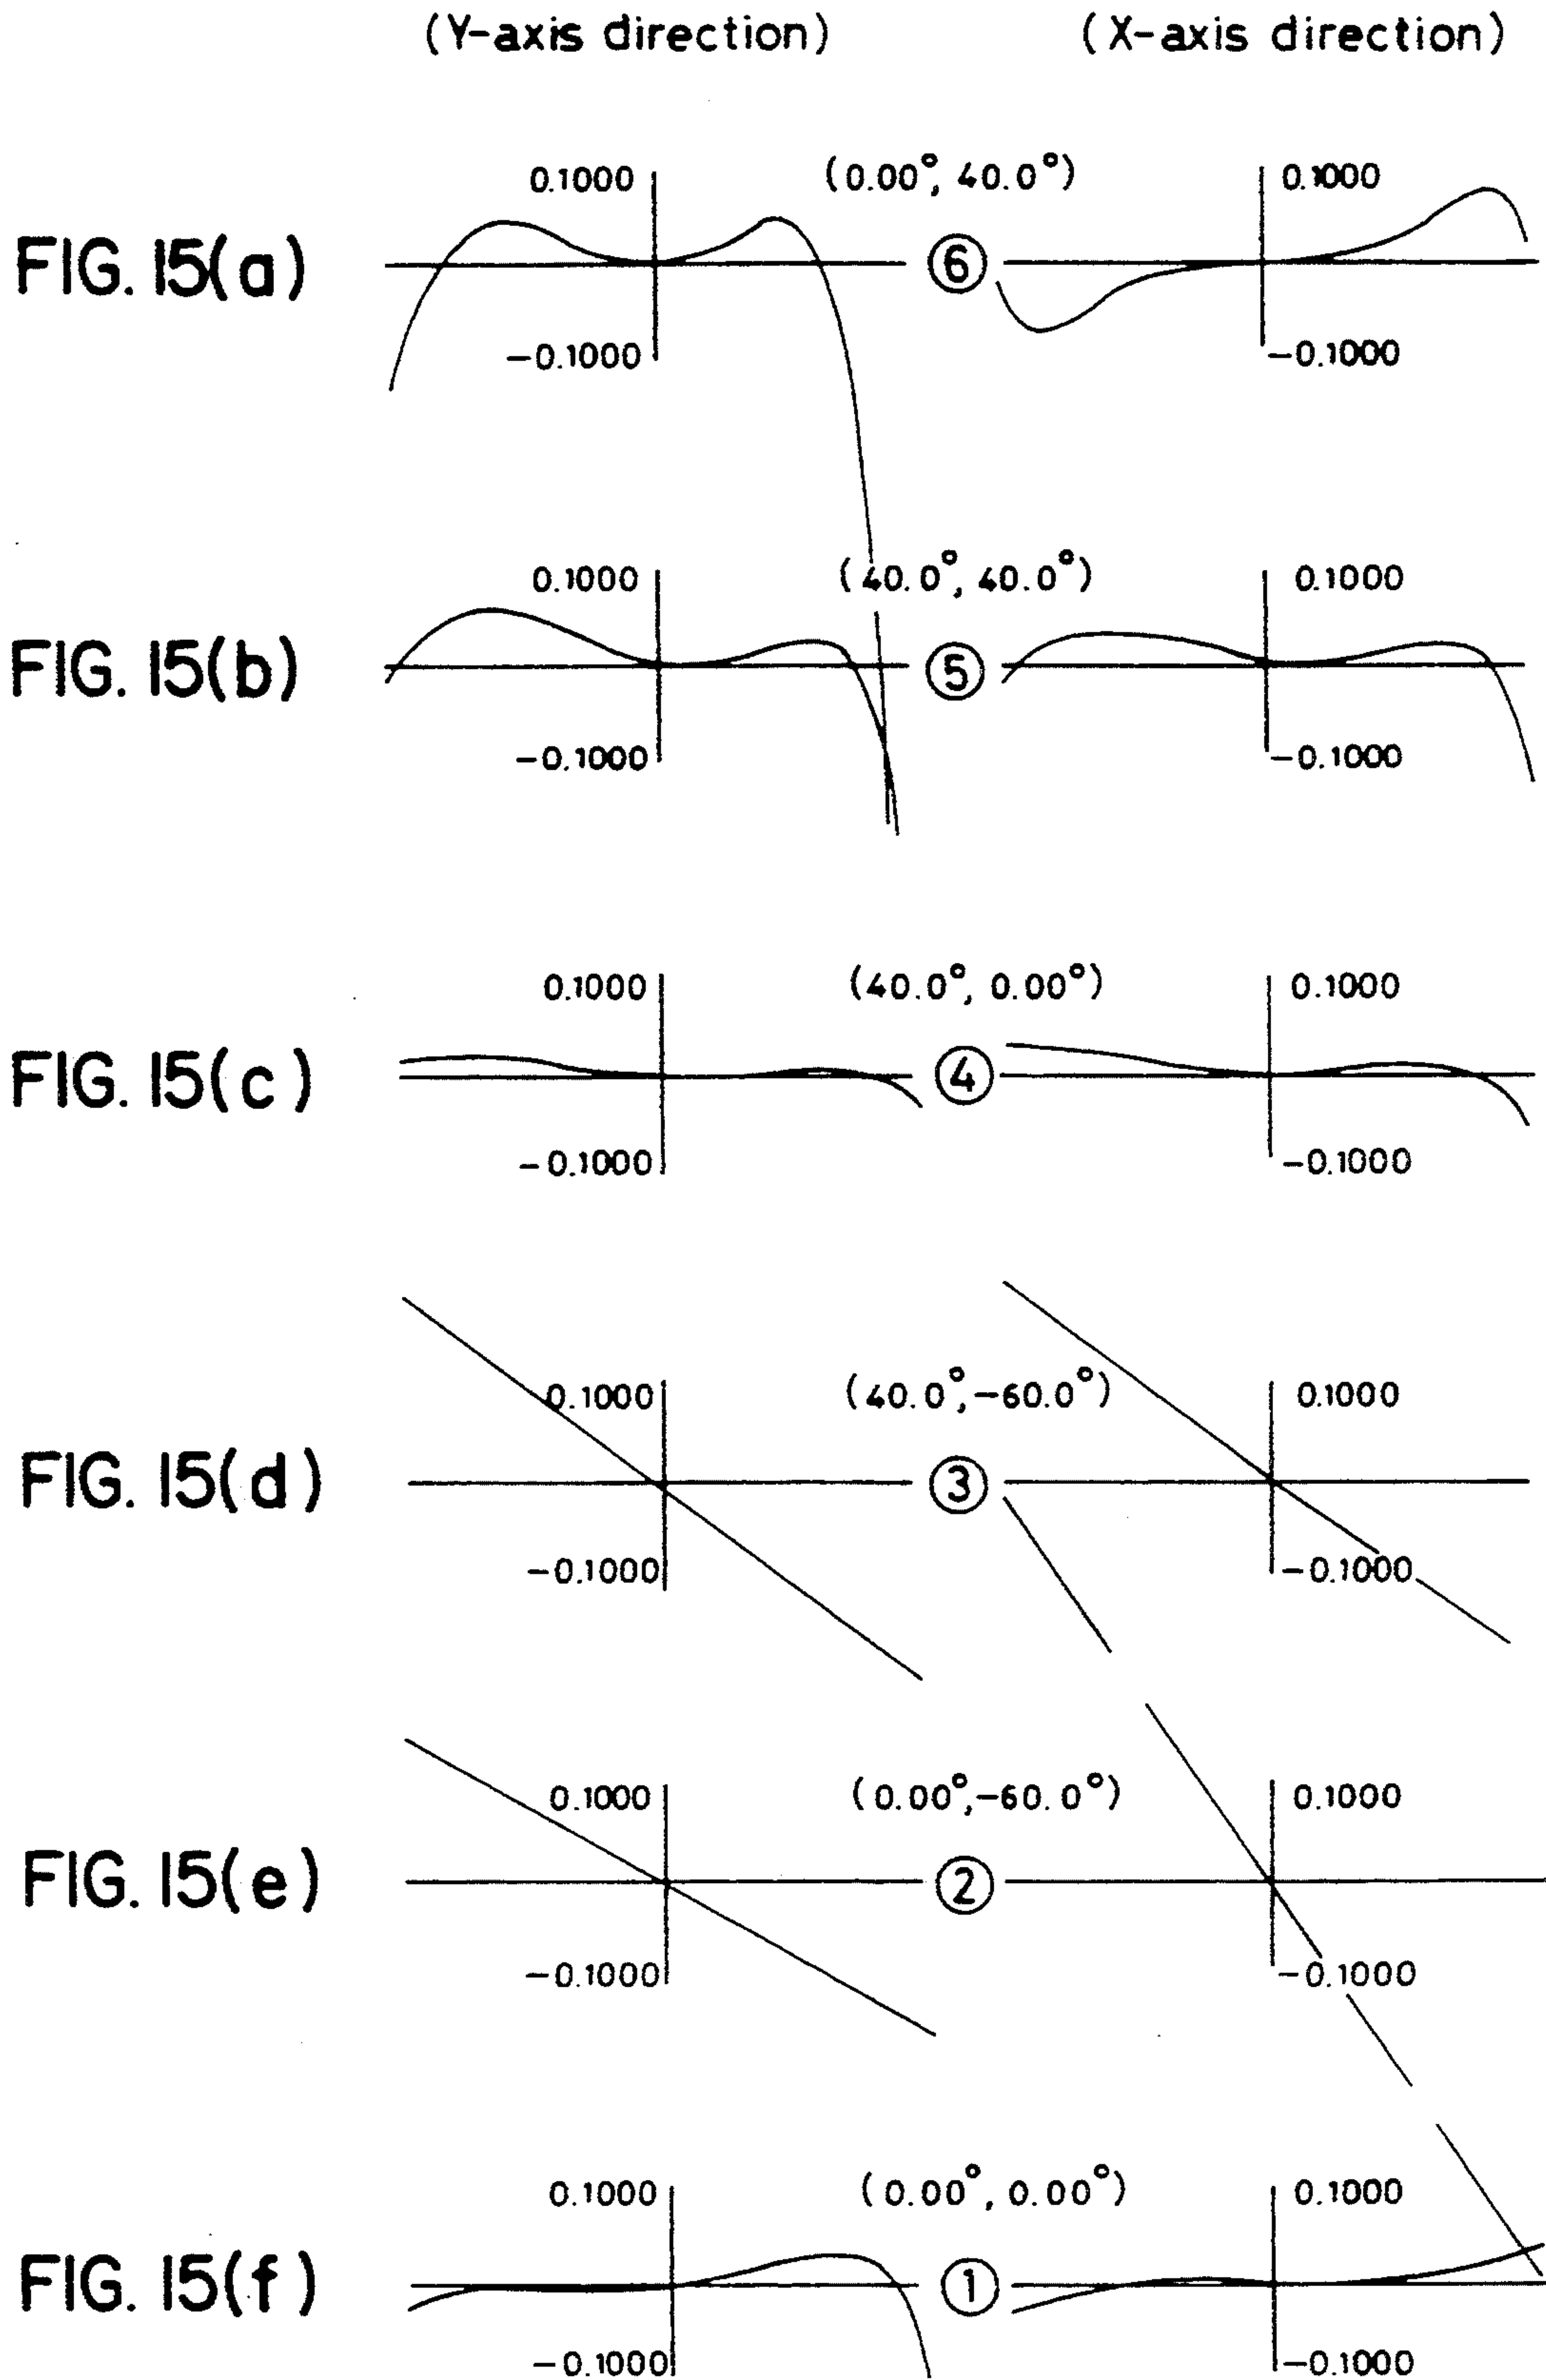 (Y-axis direction) (X-axis direction)
0.1000 (0.00°, 40.0°) 0.1000
FIG. 15(a) ⑥
-0.1000 -0.1000
0.1000 (40.0°, 40.0°) 0.1000
FIG. 15(b) ⑤
-0.1000 -0.1000
0.1000 (40.0°, 0.00°) 0.1000
FIG. 15(c) ④
-0.1000 -0.1000
0.1000 (40.0°,-60.0°) 0.1000
FIG. 15(d) ③
-0.1000 -0.1000
0.1000 (0.00°,-60.0°) 0.1000
FIG. 15(e) ②
-0.1000 -0.1000
0.1000 (0.00°, 0.00°) 0.1000
FIG. 15(f) ①
-0.1000 -0.1000